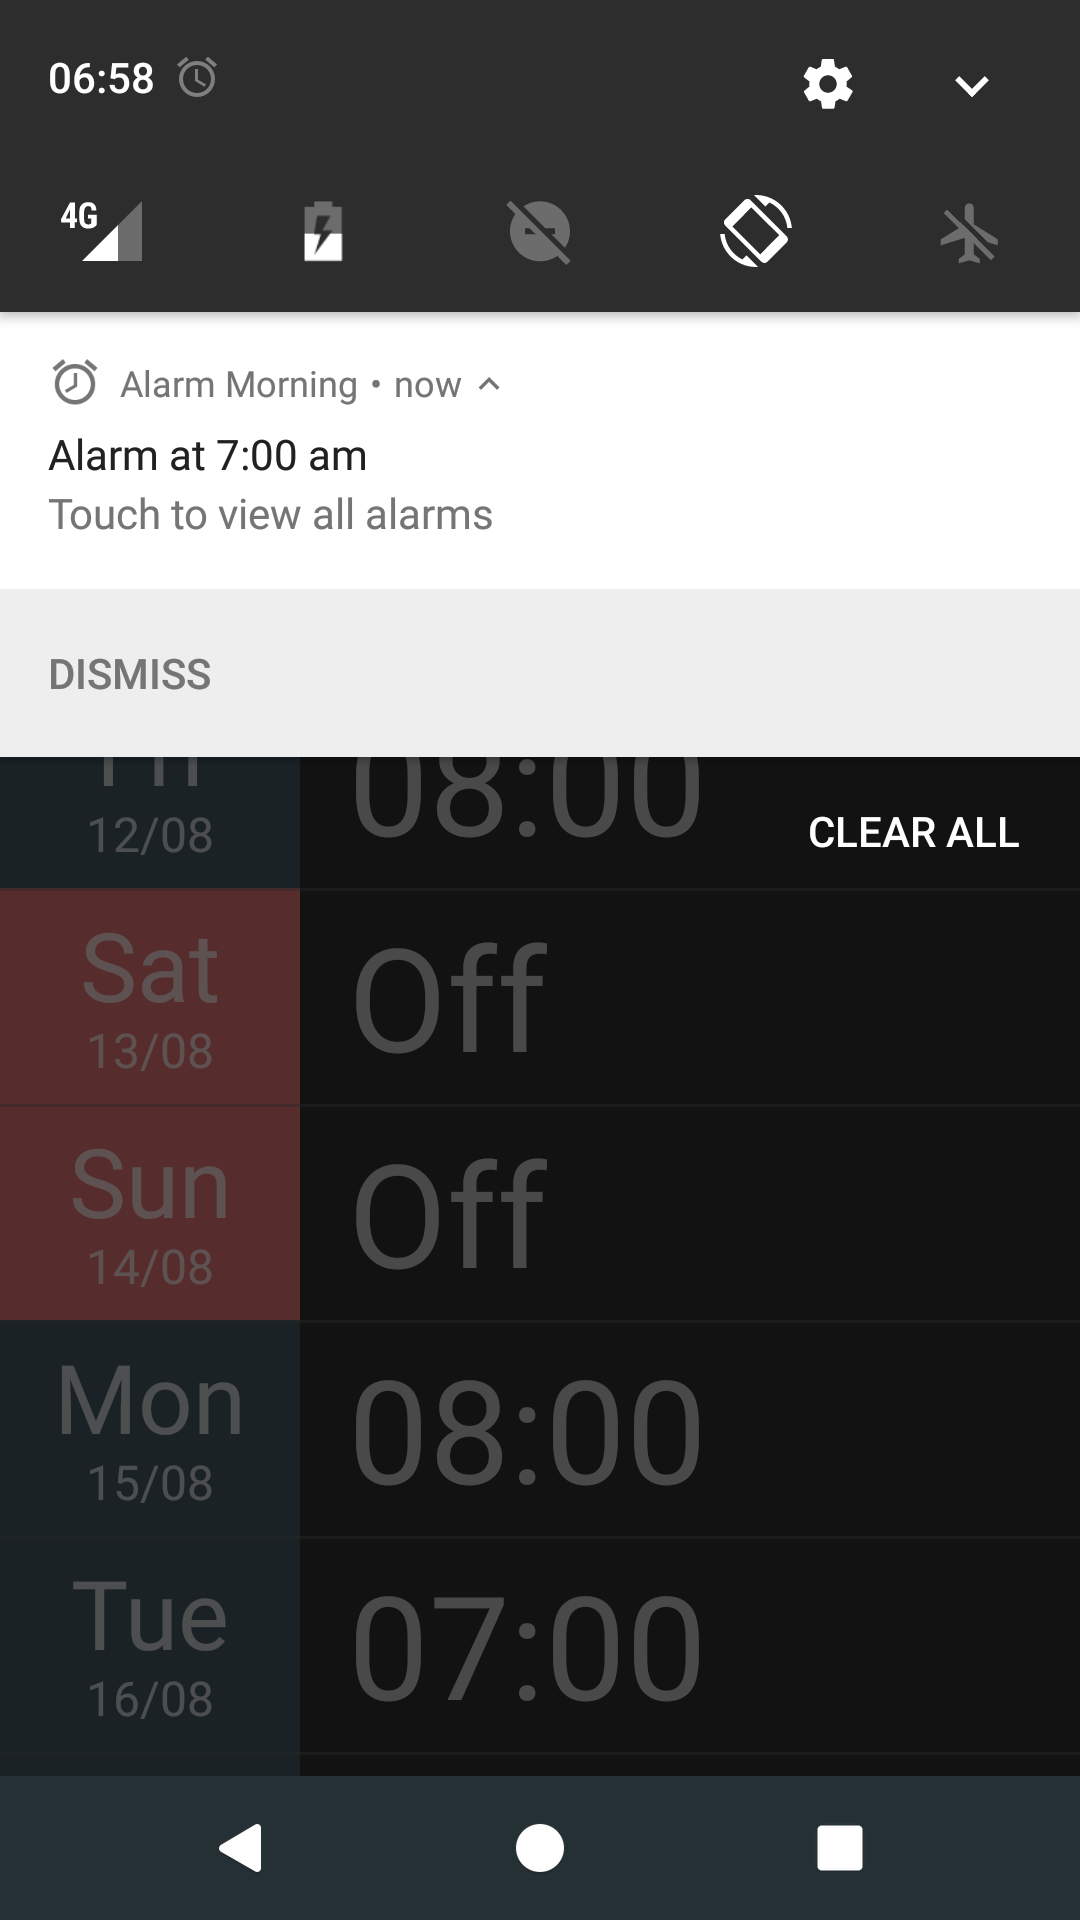 06:58
4G
Alarm Morning • now
Alarm at 7:00 am
Touch to view all alarms
DISMISS
Fri 08:00
12/08
CLEAR ALL
Sat Off
13/08
Sun Off
14/08
Mon 08:00
15/08
Tue 07:00
16/08